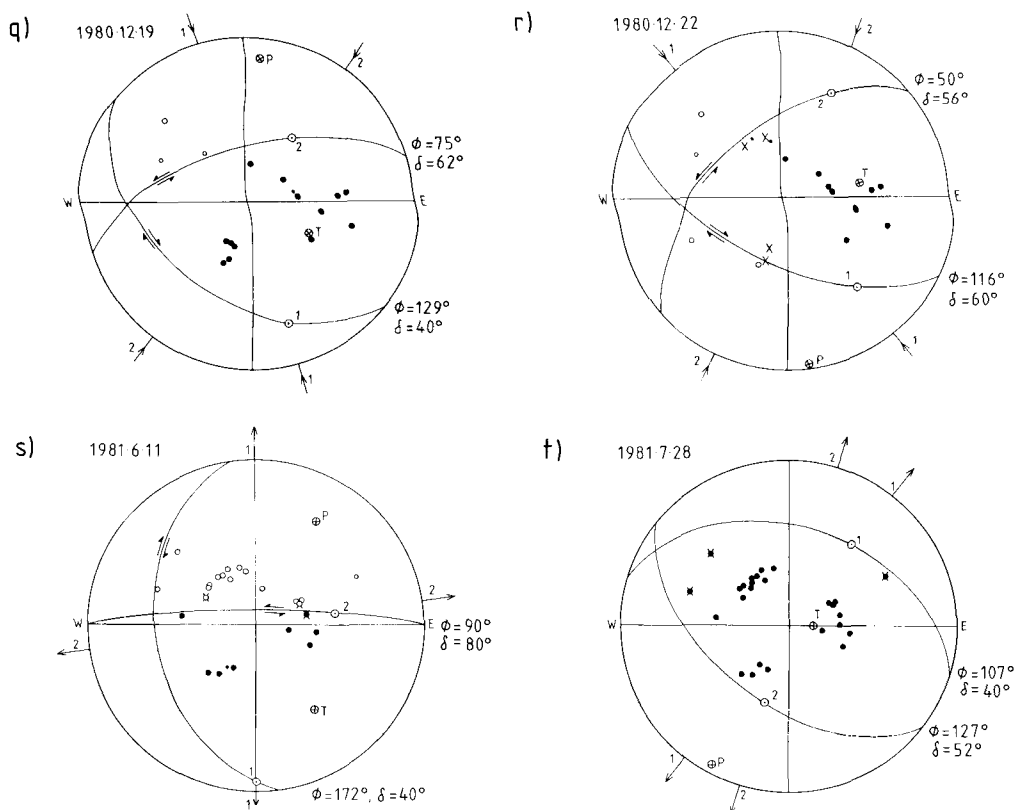 q)
1980·12·19
1
2
P
2
ϕ=75°
δ=62°
W
E
T
1
ϕ=129°
δ=40°
2
1
r)
1980·12·22
1
2
ϕ=50°
δ=56°
2
X
X
T
W
E
X
X
1
ϕ=116°
δ=60°
P
2
1
s)
1981·6·11
1
P
2
2
W
E
ϕ=90°
δ=80°
2
T
1
1
ϕ=172°, δ=40°
t)
1981·7·28
2
1
1
T
W
E
ϕ=107°
δ=40°
2
ϕ=127°
δ=52°
P
1
2